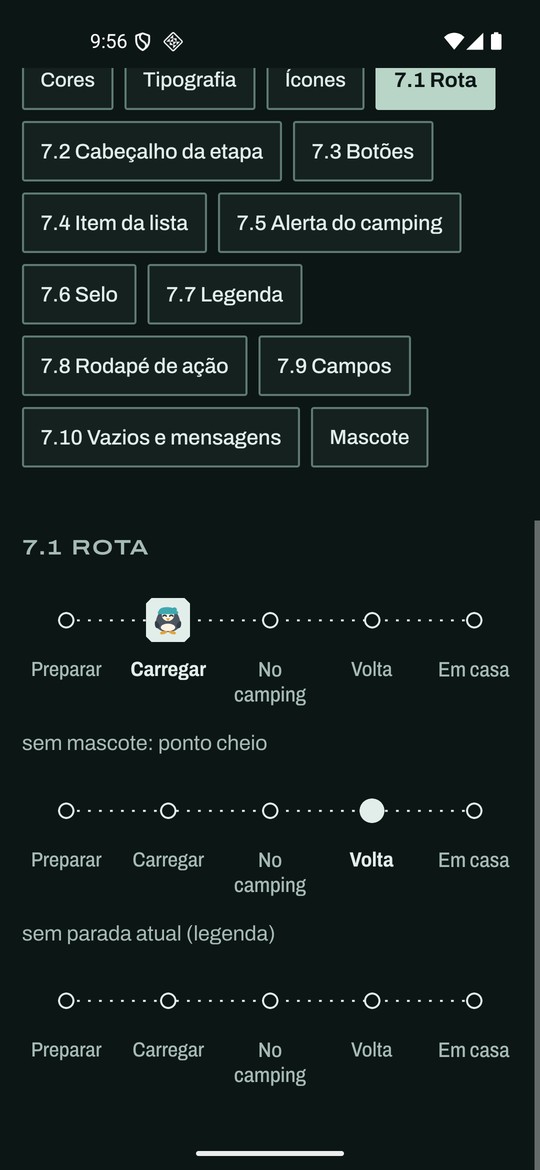 9:56
Cores
Tipografia
Ícones
7.1 Rota
7.2 Cabeçalho da etapa
7.3 Botões
7.4 Item da lista
7.5 Alerta do camping
7.6 Selo
7.7 Legenda
7.8 Rodapé de ação
7.9 Campos
7.10 Vazios e mensagens
Mascote
7.1 ROTA
Preparar
Carregar
No
camping
Volta
Em casa
sem mascote: ponto cheio
Preparar
Carregar
No
camping
Volta
Em casa
sem parada atual (legenda)
Preparar
Carregar
No
camping
Volta
Em casa